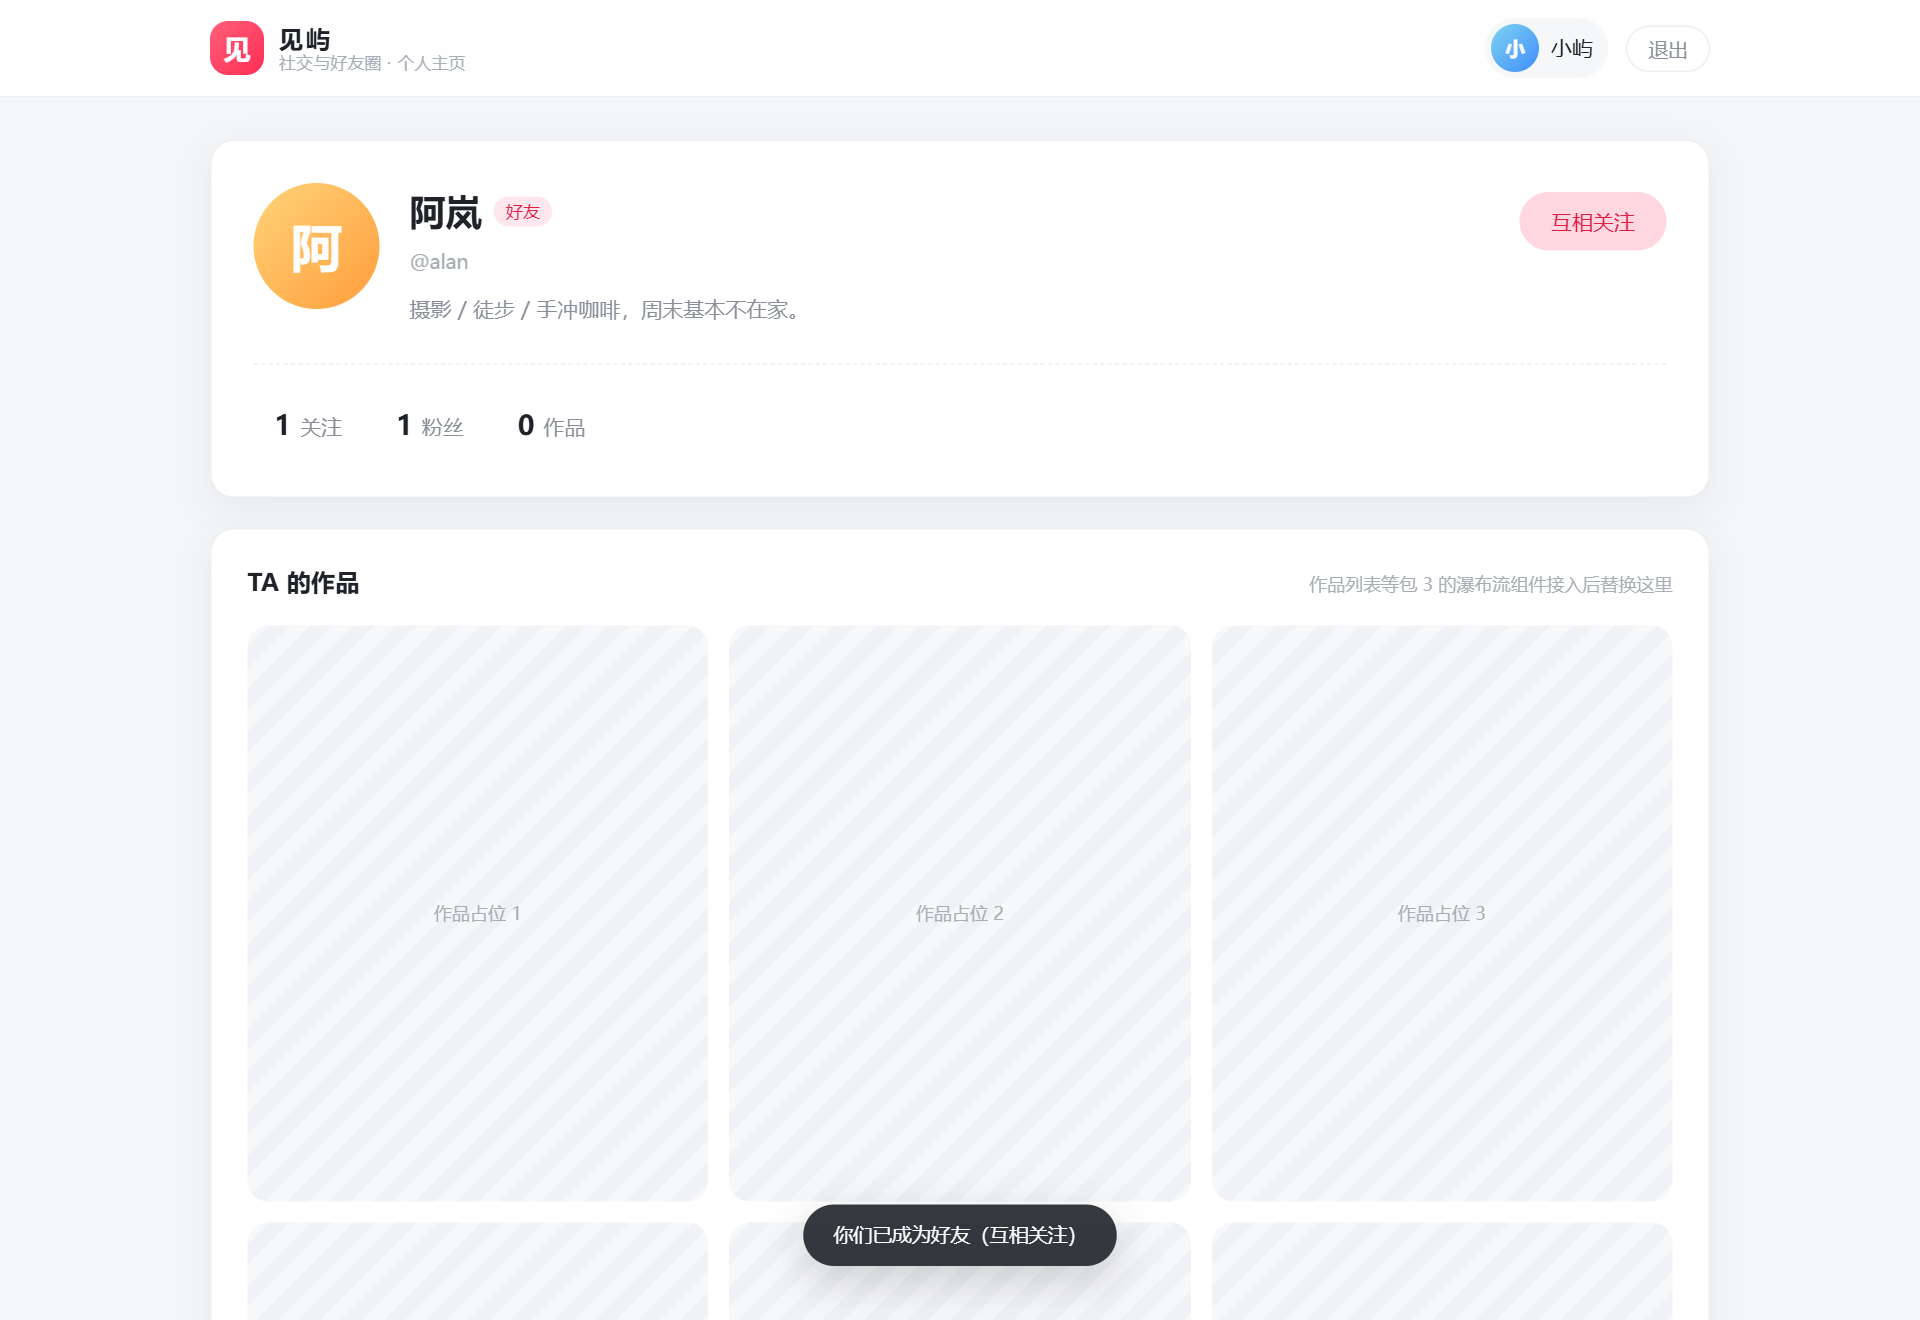 见
见屿
社交与好友圈 · 个人主页
小
小屿
退出
阿
阿岚
好友
@alan
摄影 / 徒步 / 手冲咖啡，周末基本不在家。
互相关注
1 关注
1 粉丝
0 作品
TA 的作品
作品列表等包 3 的瀑布流组件接入后替换这里
作品占位 1
作品占位 2
作品占位 3
你们已成为好友（互相关注）